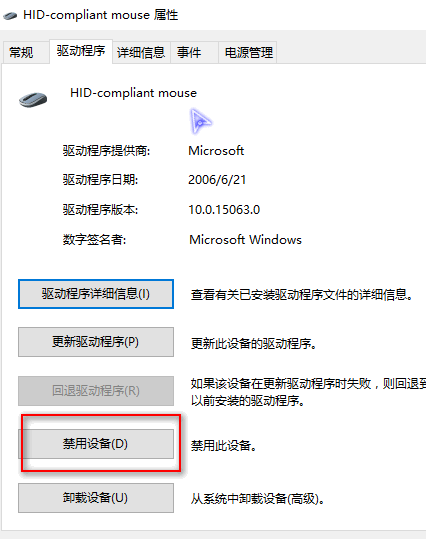 HID-compliant mouse 属性
常规 驱动程序 详细信息 事件 电源管理
HID-compliant mouse
驱动程序提供商: Microsoft
驱动程序日期: 2006/6/21
驱动程序版本: 10.0.15063.0
数字签名者: Microsoft Windows
驱动程序详细信息(I) 查看有关已安装驱动程序文件的详细信息。
更新驱动程序(P) 更新此设备的驱动程序。
回退驱动程序(R) 如果该设备在更新驱动程序时失败，则回退到
以前安装的驱动程序。
禁用设备(D) 禁用此设备。
卸载设备(U) 从系统中卸载设备(高级)。